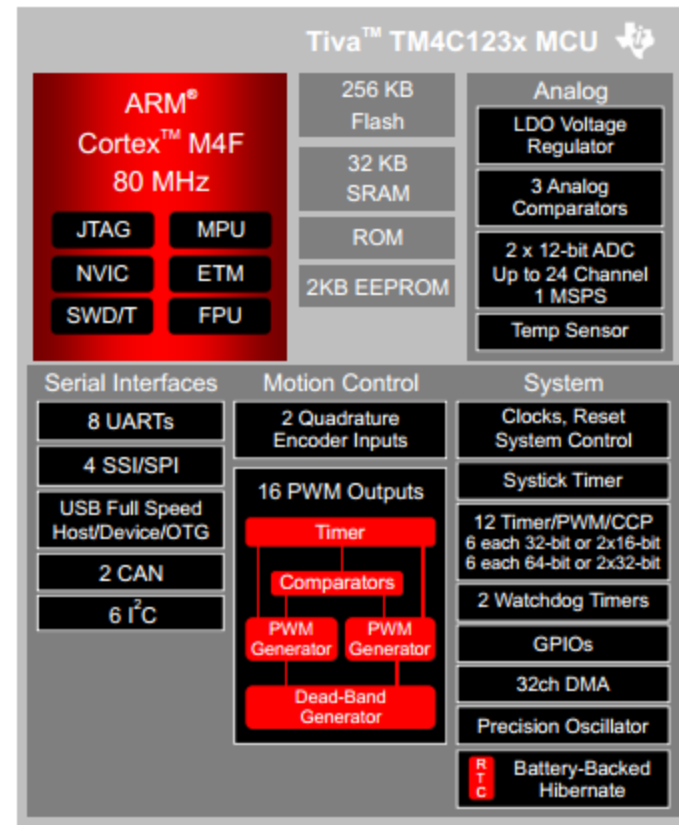 Tiva™ TM4C123x MCU
ARM®
Cortex™ M4F
80 MHz
JTAG
MPU
NVIC
ETM
SWD/T
FPU
256 KB
Flash
32 KB
SRAM
ROM
2KB EEPROM
Analog
LDO Voltage
Regulator
3 Analog
Comparators
2 x 12-bit ADC
Up to 24 Channel
1 MSPS
Temp Sensor
Serial Interfaces
8 UARTs
4 SSI/SPI
USB Full Speed
Host/Device/OTG
2 CAN
6 I²C
Motion Control
2 Quadrature
Encoder Inputs
16 PWM Outputs
Timer
Comparators
PWM
Generator
PWM
Generator
Dead-Band
Generator
System
Clocks, Reset
System Control
Systick Timer
12 Timer/PWM/CCP
6 each 32-bit or 2x16-bit
6 each 64-bit or 2x32-bit
2 Watchdog Timers
GPIOs
32ch DMA
Precision Oscillator
RTC
Battery-Backed
Hibernate